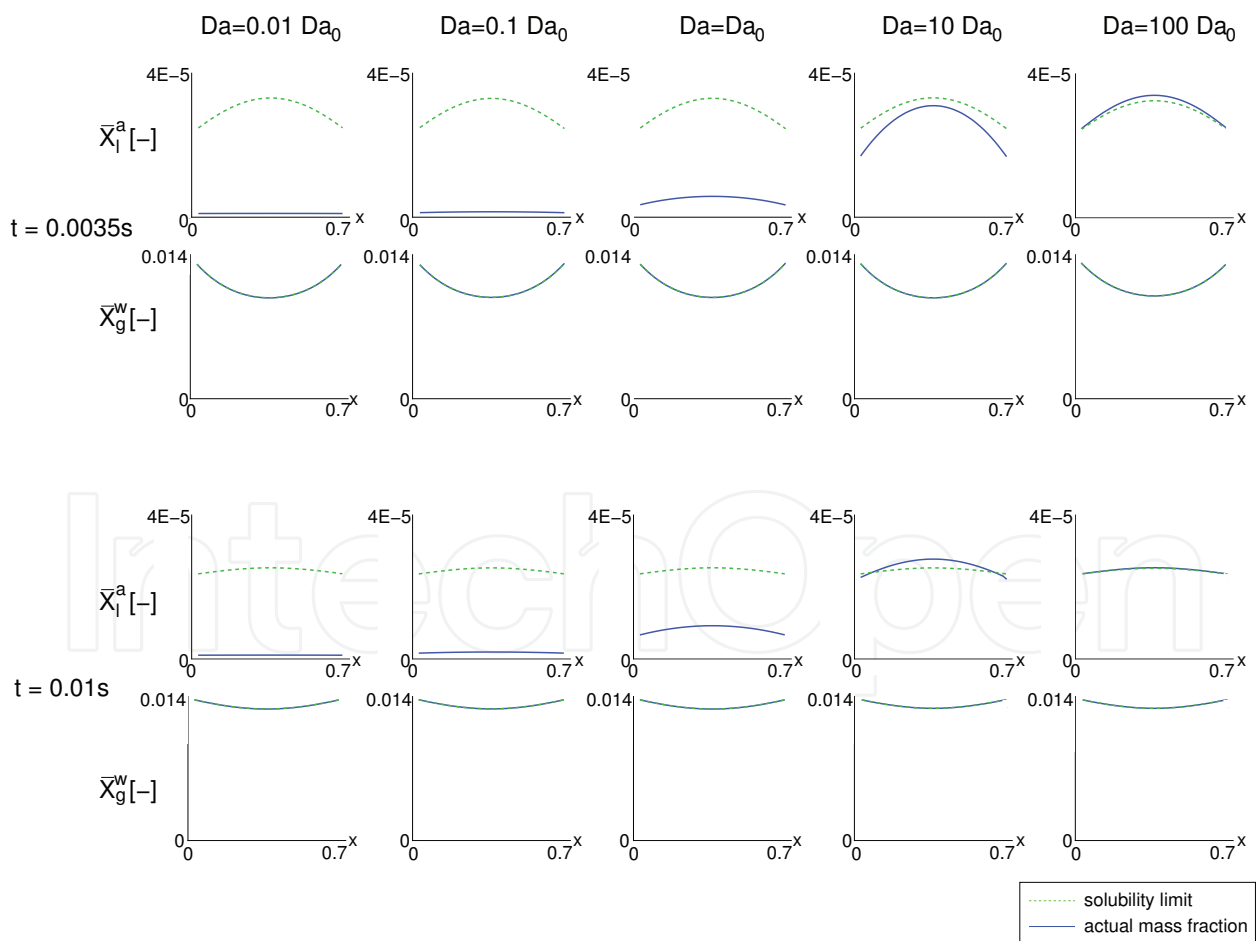 Da=0.01 Da₀ Da=0.1 Da₀ Da=Da₀ Da=10 Da₀ Da=100 Da₀
4E−5 4E−5 4E−5 4E−5 4E−5
X̅ₗᵃ[−]
0 x 0 x 0 x 0 x 0 x
0 0.7 0 0.7 0 0.7 0 0.7 0 0.7
t = 0.0035s
0.014 0.014 0.014 0.014 0.014
X̅gʷ[−]
0 x 0 x 0 x 0 x 0 x
0 0.7 0 0.7 0 0.7 0 0.7 0 0.7
IntechOpen
4E−5 4E−5 4E−5 4E−5 4E−5
X̅ₗᵃ[−]
0 x 0 x 0 x 0 x 0 x
0 0.7 0 0.7 0 0.7 0 0.7 0 0.7
t = 0.01s
0.014 0.014 0.014 0.014 0.014
X̅gʷ[−]
0 x 0 x 0 x 0 x 0 x
0 0.7 0 0.7 0 0.7 0 0.7 0 0.7
solubility limit
actual mass fraction